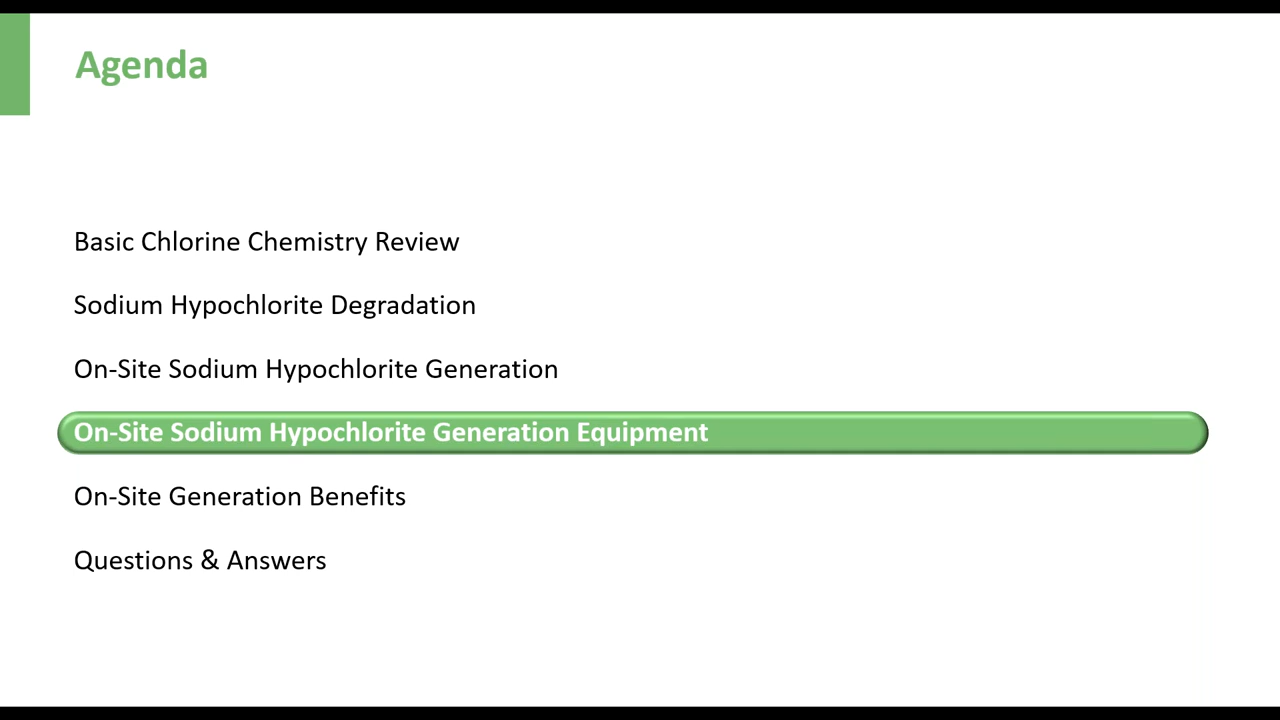 Agenda
Basic Chlorine Chemistry Review
Sodium Hypochlorite Degradation
On-Site Sodium Hypochlorite Generation
On-Site Sodium Hypochlorite Generation Equipment
On-Site Generation Benefits
Questions & Answers